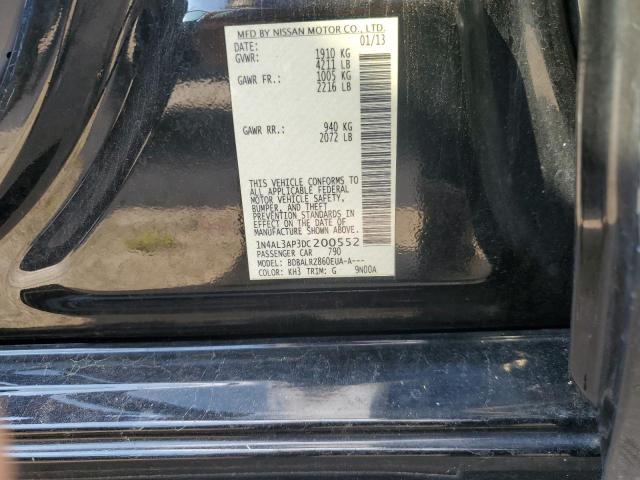 MFD BY NISSAN MOTOR CO., LTD.
DATE: 01/13
GVWR: 1910 KG
4211 LB
GAWR FR.: 1005 KG
2216 LB
GAWR RR.: 940 KG
2072 LB
THIS VEHICLE CONFORMS TO
ALL APPLICABLE FEDERAL
MOTOR VEHICLE SAFETY,
BUMPER, AND THEFT
PREVENTION STANDARDS IN
EFFECT ON THE DATE OF
MANUFACTURE SHOWN ABOVE.
1N4AL3AP3DC200552
PASSENGER CAR 790
MODEL: BDBALRZ860EUA-A---
COLOR: KH3 TRIM: G 9N00A